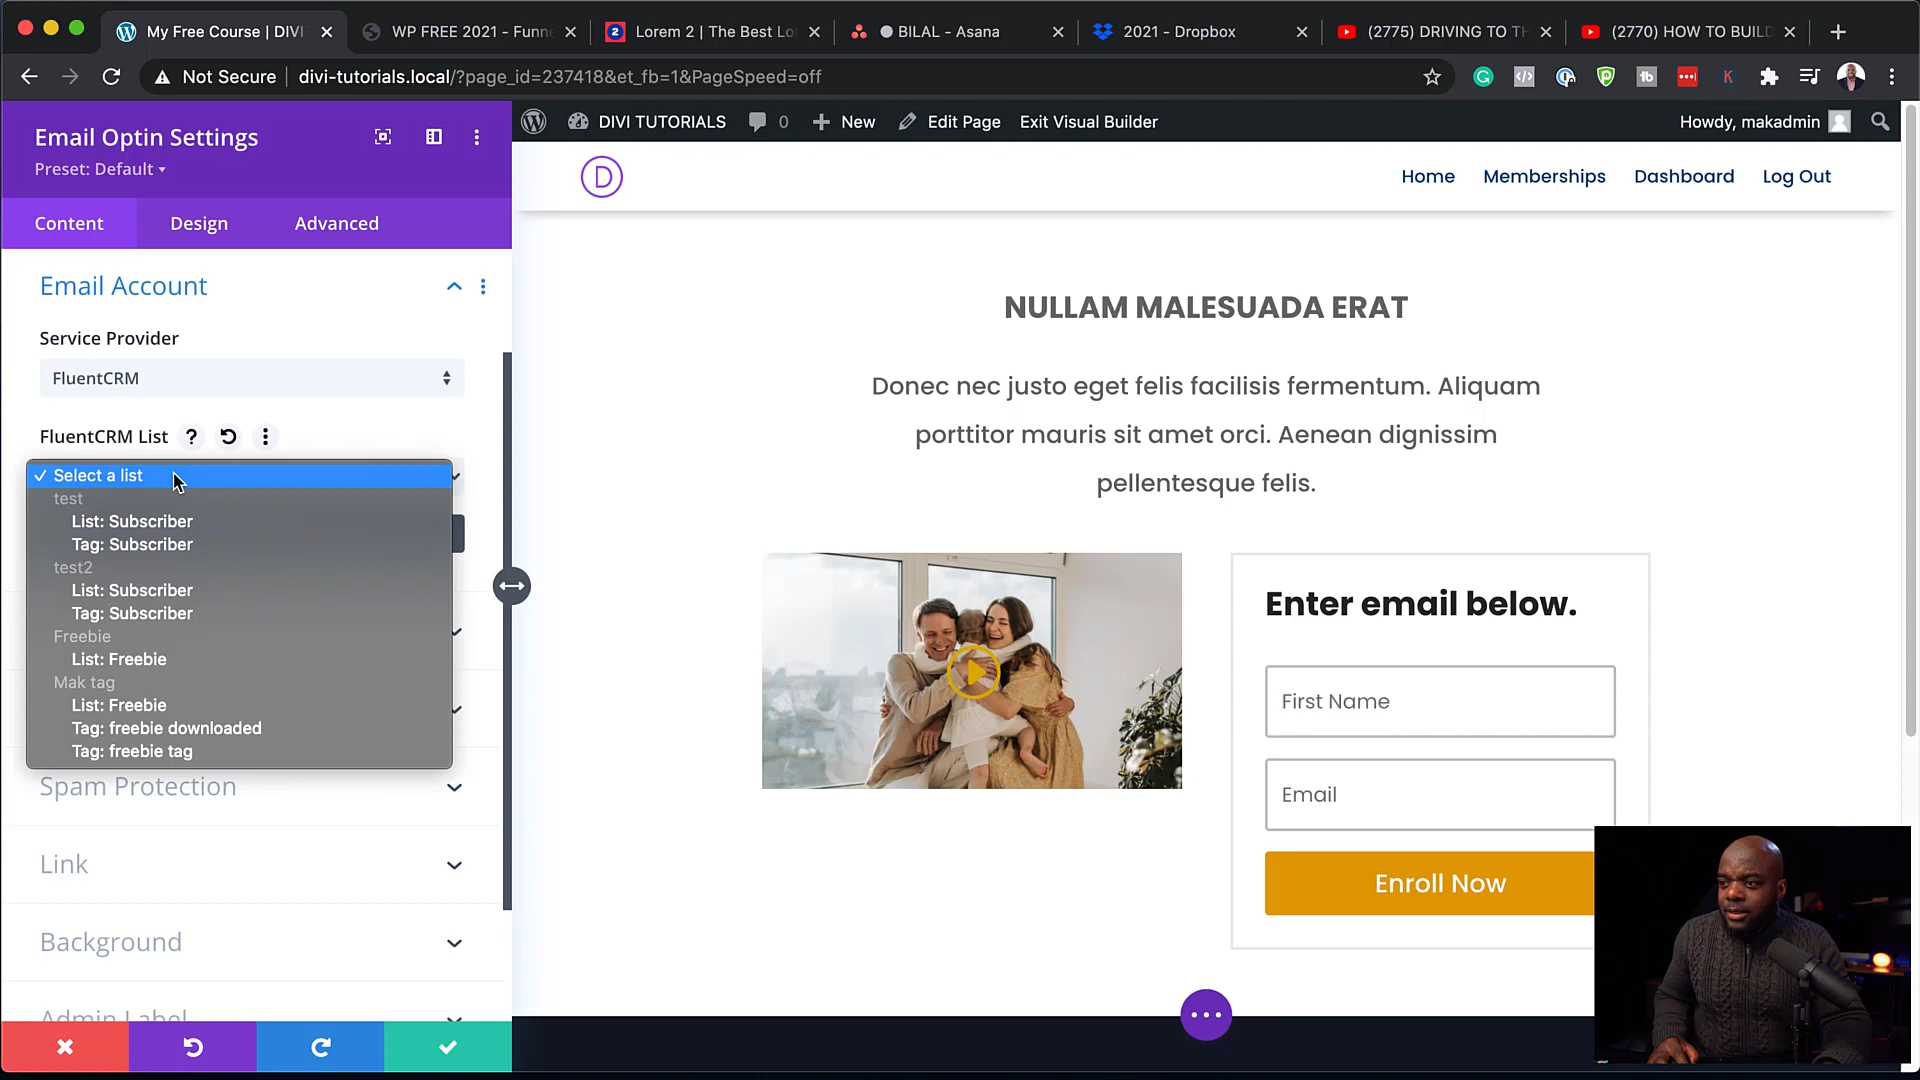 My Free Course | DIVI
WP FREE 2021 - Funne
2 Lorem 2 | The Best Lo
BILAL - Asana
2021 - Dropbox
(2775) DRIVING TO TH
(2770) HOW TO BUILD
Not Secure divi-tutorials.local/?page_id=237418&et_fb=1&PageSpeed=off
Email Optin Settings
Preset: Default
Content Design Advanced
Email Account
Service Provider
FluentCRM
FluentCRM List ?
✓ Select a list
test
List: Subscriber
Tag: Subscriber
test2
List: Subscriber
Tag: Subscriber
Freebie
List: Freebie
Mak tag
List: Freebie
Tag: freebie downloaded
Tag: freebie tag
Spam Protection
Link
Background
Admin Label
DIVI TUTORIALS 0 + New Edit Page Exit Visual Builder Howdy, makadmin
D
Home Memberships Dashboard Log Out
NULLAM MALESUADA ERAT
Donec nec justo eget felis facilisis fermentum. Aliquam
porttitor mauris sit amet orci. Aenean dignissim
pellentesque felis.
Enter email below.
First Name
Email
Enroll Now